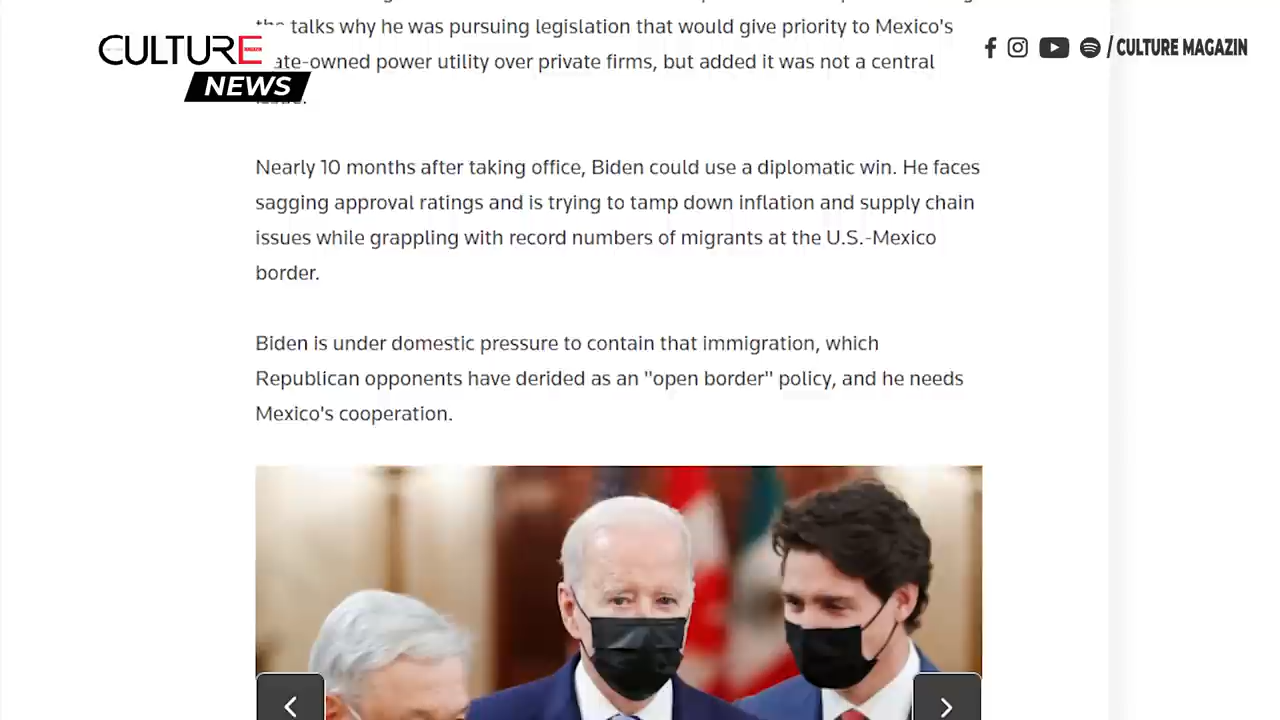 talks why he was pursuing legislation that would give priority to Mexico's
CULTURE
owned power utility over private firms, but added it was not a central
NEWS
/ CULTURE MAGAZIN
Nearly 10 months after taking office, Biden could use a diplomatic win. He faces
sagging approval ratings and is trying to tamp down inflation and supply chain
issues while grappling with record numbers of migrants at the U.S.-Mexico
border.
Biden is under domestic pressure to contain that immigration, which
Republican opponents have derided as an "open border" policy, and he needs
Mexico's cooperation.